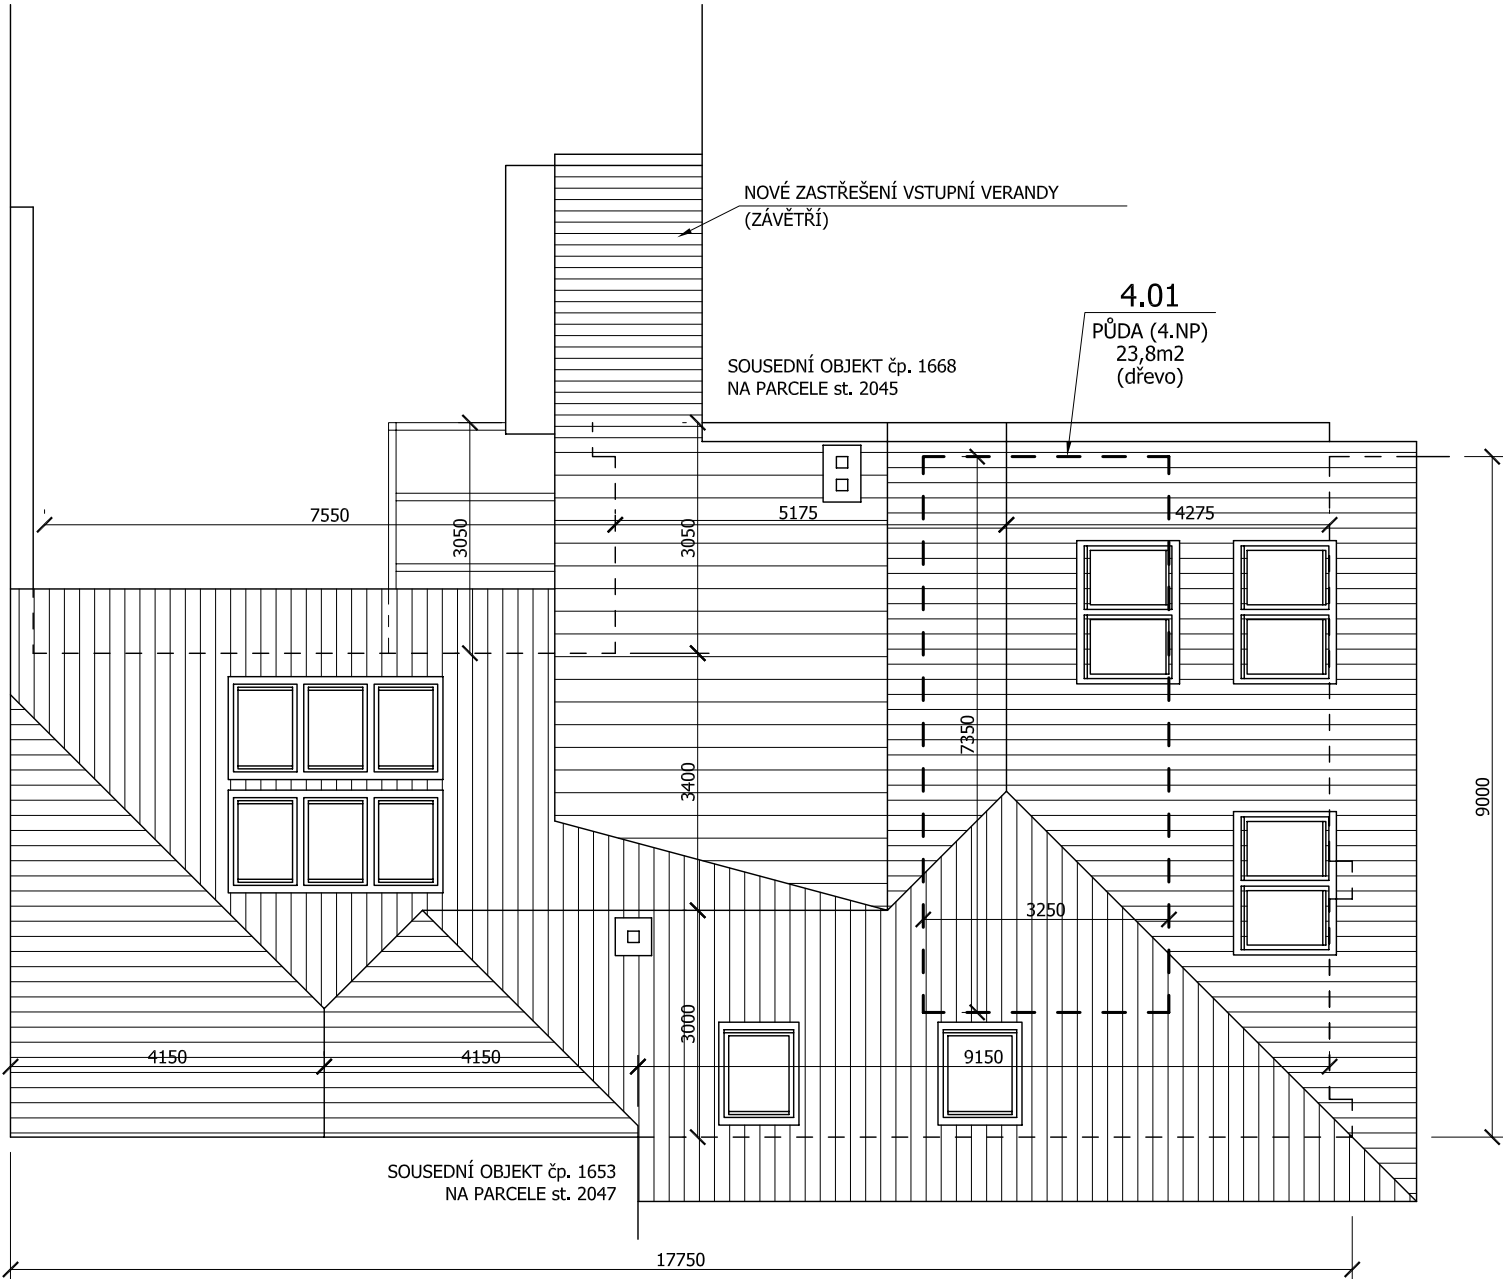 NOVÉ ZASTŘEŠENÍ VSTUPNÍ VERANDY
(ZÁVĚTŘÍ)
4.01
PŮDA (4.NP)
23,8m2
(dřevo)
SOUSEDNÍ OBJEKT čp. 1668
NA PARCELE st. 2045
7550
3050
3050
5175
4275
7350
3400
9000
3250
3000
4150
4150
9150
SOUSEDNÍ OBJEKT čp. 1653
NA PARCELE st. 2047
17750